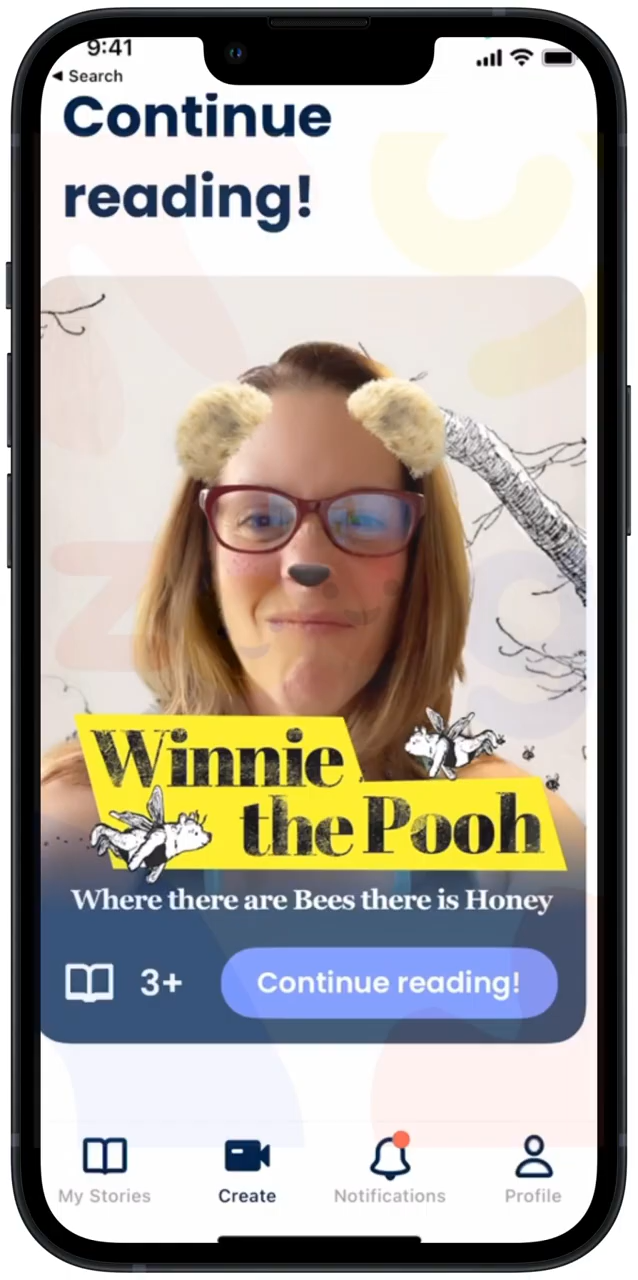 9:41
◀ Search
Continue
reading!
Winnie
the Pooh
Where there are Bees there is Honey
3+
Continue reading!
My Stories
Create
Notifications
Profile